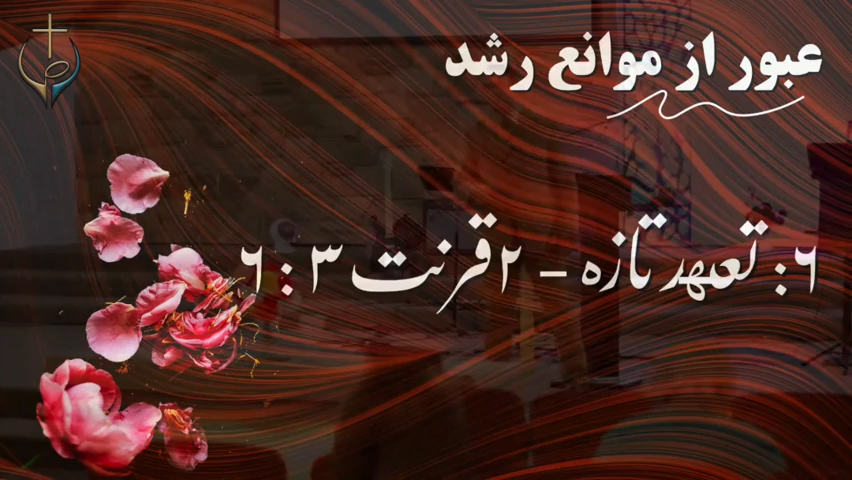 عبور از موانع رشد
۶: تعهد تازه - ۲قرنت ۳ : ۶